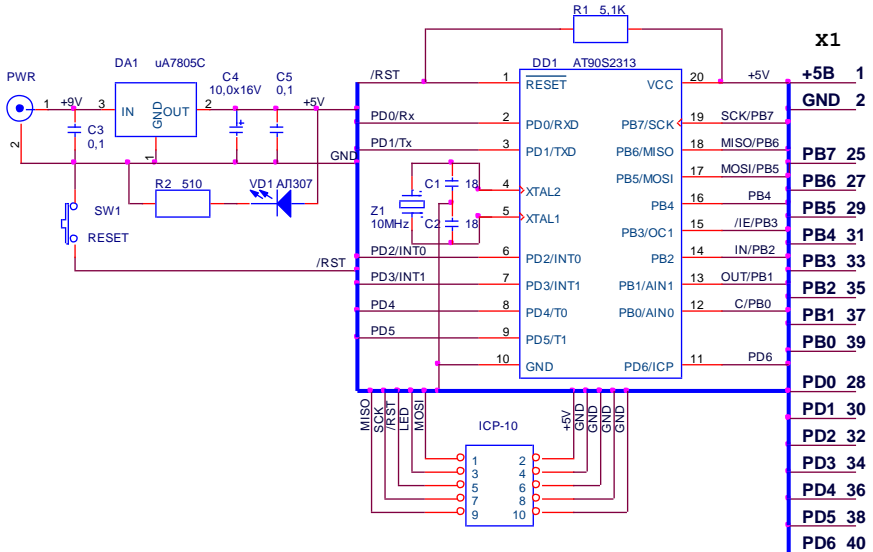 R1 5,1K
X1
DA1 uA7805C
C4 C5
10,0x16V 0,1
DD1 AT90S2313
PWR
/RST
1 RESET VCC 20 +5V
+5B 1
GND 2
1 +9V 3 IN GND OUT 2 +5V
C3
0,1
2
1
GND
PD0/Rx 2 PD0/RXD PB7/SCK 19 SCK/PB7
PD1/Tx 3 PD1/TXD PB6/MISO 18 MISO/PB6
PB5/MOSI 17 MOSI/PB5
R2 510
VD1 АЛ307
C1 18
4 XTAL2 PB4 16 PB4
Z1
10MHz
C2 18
5 XTAL1 PB3/OC1 15 /IE/PB3
SW1
RESET
/RST
PD2/INT0 6 PD2/INT0 PB2 14 IN/PB2
PD3/INT1 7 PD3/INT1 PB1/AIN1 13 OUT/PB1
PD4 8 PD4/T0 PB0/AIN0 12 C/PB0
PD5 9 PD5/T1
10 GND PD6/ICP 11 PD6
PB7 25
PB6 27
PB5 29
PB4 31
PB3 33
PB2 35
PB1 37
PB0 39
PD0 28
PD1 30
PD2 32
PD3 34
PD4 36
PD5 38
PD6 40
MISO
SCK
/RST
LED
MOSI
+5V
GND
GND
GND
GND
ICP-10
1 2
3 4
5 6
7 8
9 10